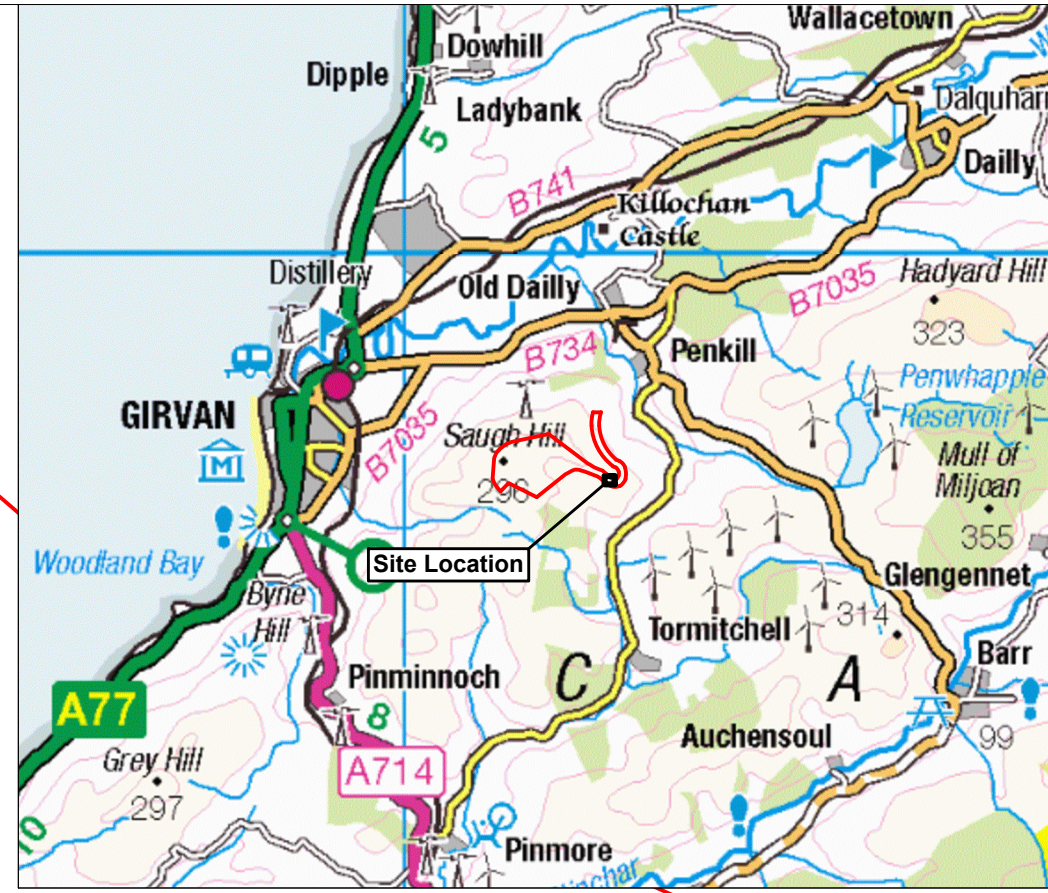 Wallacetown
Dowhill
Dipple
Ladybank
5
Dailly
B741
Killochan
Castle
Distillery
Old Dailly
B7035
Hadyard Hill
323
B734
Penkill
Penwhapple
Reservoir
GIRVAN
Saugh Hill
B7035
296
M
Mull of
Miljoan
355
Woodland Bay
Site Location
Glengennet
Byne
Hill
314
Tormitchell
Barr
Pinminnoch
C
A
A77
8
Auchensoul
99
Grey Hill
297
A714
10
Pinmore